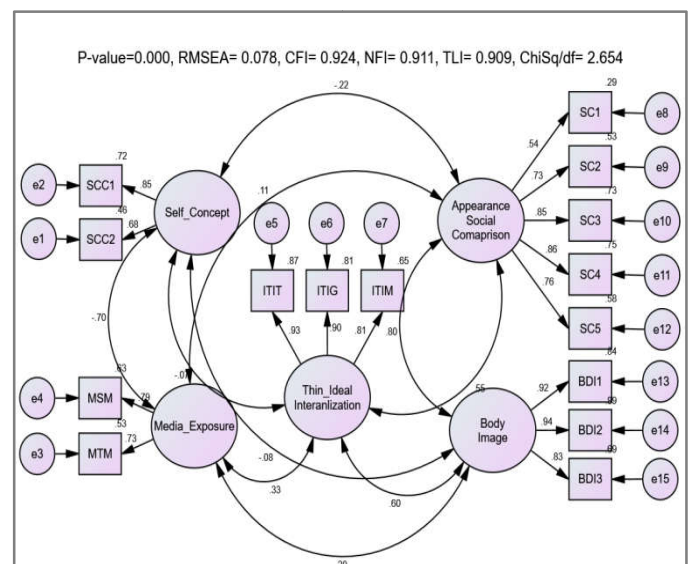 P-value=0.000, RMSEA= 0.078, CFI= 0.924, NFI= 0.911, TLI= 0.909, ChiSq/df= 2.654
-.22
.29
SC1
e8
.54
.53
SC2
e9
.73
.73
SC3
e10
.85
.75
SC4
e11
.86
.58
SC5
e12
.76
.72
e2
SCC1
.85
.46
e1
SCC2
.68
Self_Concept
.11
Appearance
Social
Comaprison
e5
e6
e7
.87
.81
.65
ITIT
ITIG
ITIM
.93
.90
.81
.80
-.70
.63
e4
MSM
.79
.53
e3
MTM
.73
Media_Exposure
Thin_Ideal
Interanlization
.55
Body
Image
.84
BDI1
e13
.92
BDI2
e14
.94
BDI3
e15
.83
-.08
.33
.60